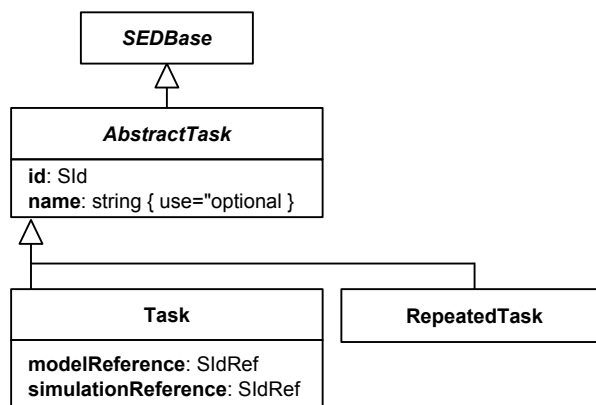 SEDBase
AbstractTask
id: SId
name: string { use="optional }
Task
RepeatedTask
modelReference: SIdRef
simulationReference: SIdRef